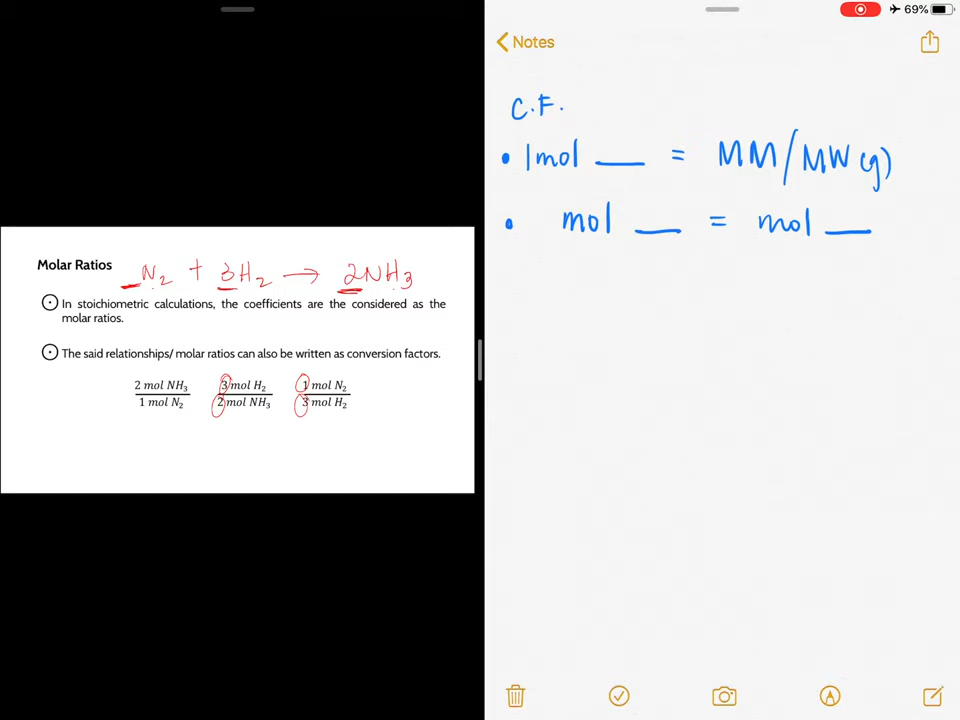 69%
Notes
C.F.
• 1mol ___ = MM/MW (g)
• mol ___ = mol ___
Molar Ratios
_N₂ + 3H₂ → 2NH₃
In stoichiometric calculations, the coefficients are the considered as the
molar ratios.
The said relationships/ molar ratios can also be written as conversion factors.
2 mol NH₃ 3 mol H₂ 1 mol N₂
1 mol N₂ 2 mol NH₃ 3 mol H₂